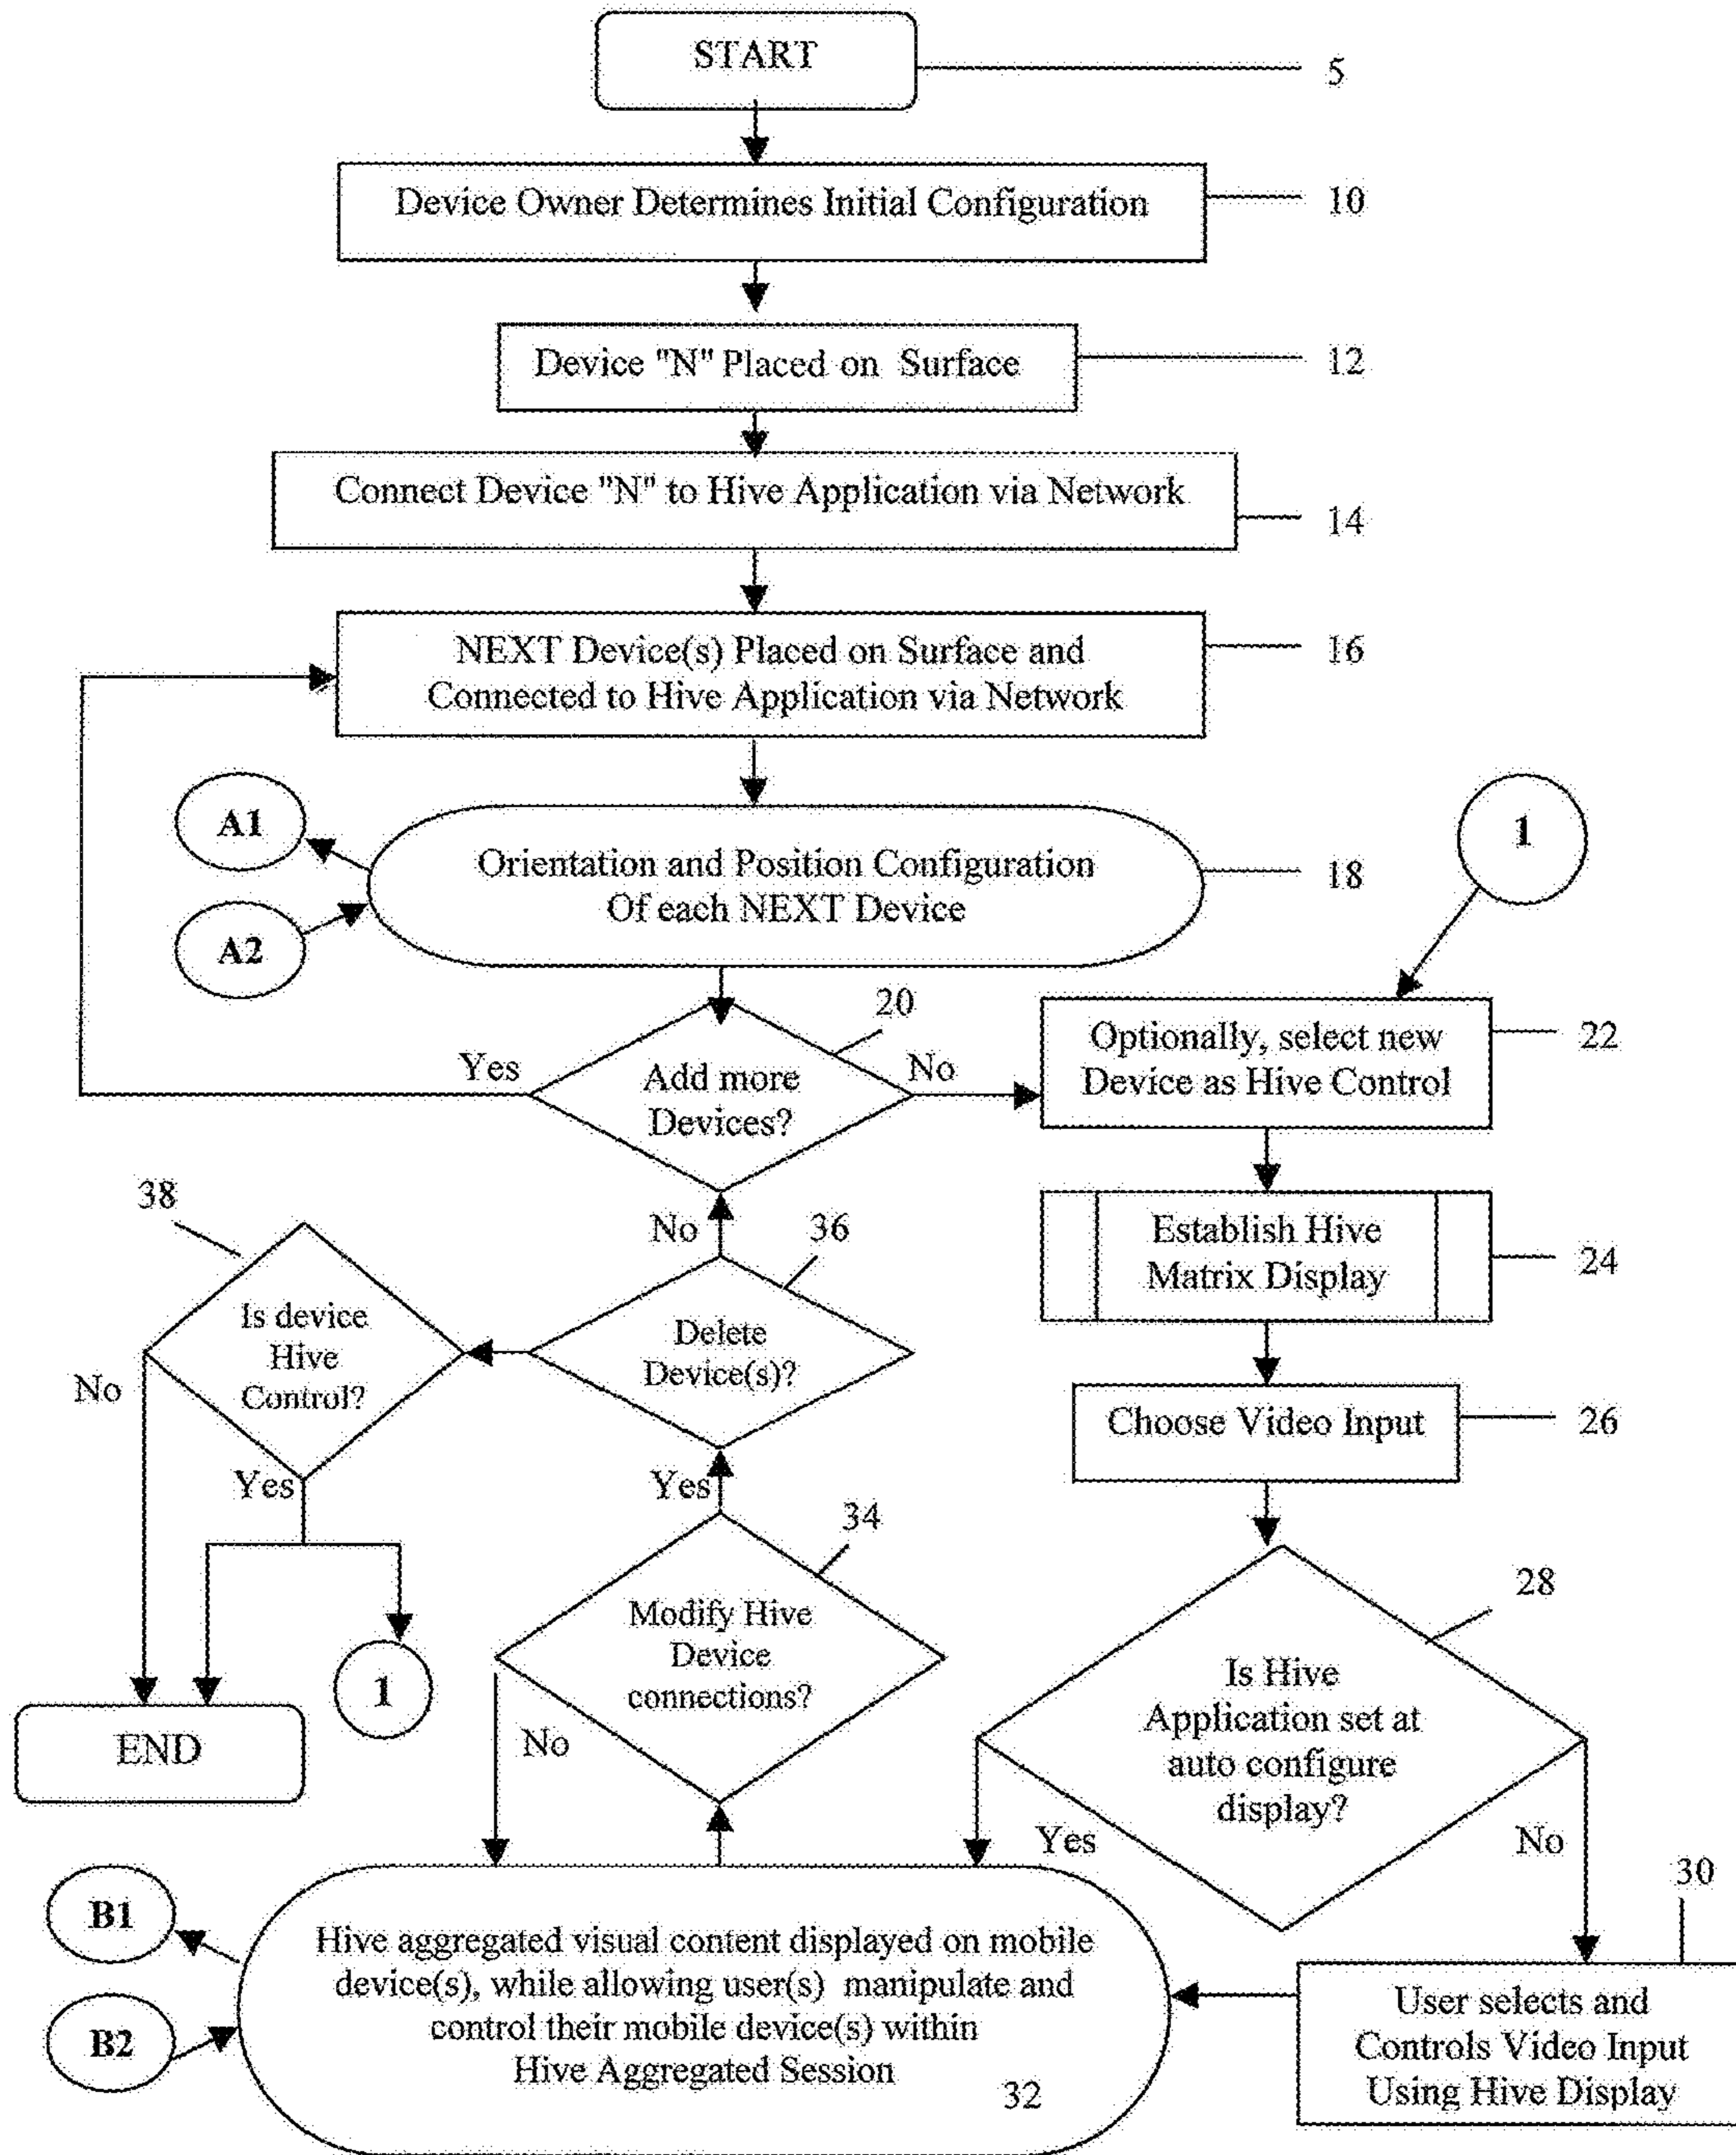 START
5
Device Owner Determines Initial Configuration
10
Device "N" Placed on Surface
12
Connect Device "N" to Hive Application via Network
14
NEXT Device(s) Placed on Surface and
Connected to Hive Application via Network
16
A1
A2
Orientation and Position Configuration
Of each NEXT Device
18
1
20
Yes
Add more
Devices?
No
Optionally, select new
Device as Hive Control
22
38
No
36
Establish Hive
Matrix Display
24
Is device
Hive
Control?
No
Yes
Delete
Device(s)?
Choose Video Input
26
Yes
34
Modify Hive
Device
connections?
No
28
Is Hive
Application set at
auto configure
display?
Yes
No
1
END
30
B1
B2
Hive aggregated visual content displayed on mobile
device(s), while allowing user(s) manipulate and
control their mobile device(s) within
Hive Aggregated Session
32
User selects and
Controls Video Input
Using Hive Display